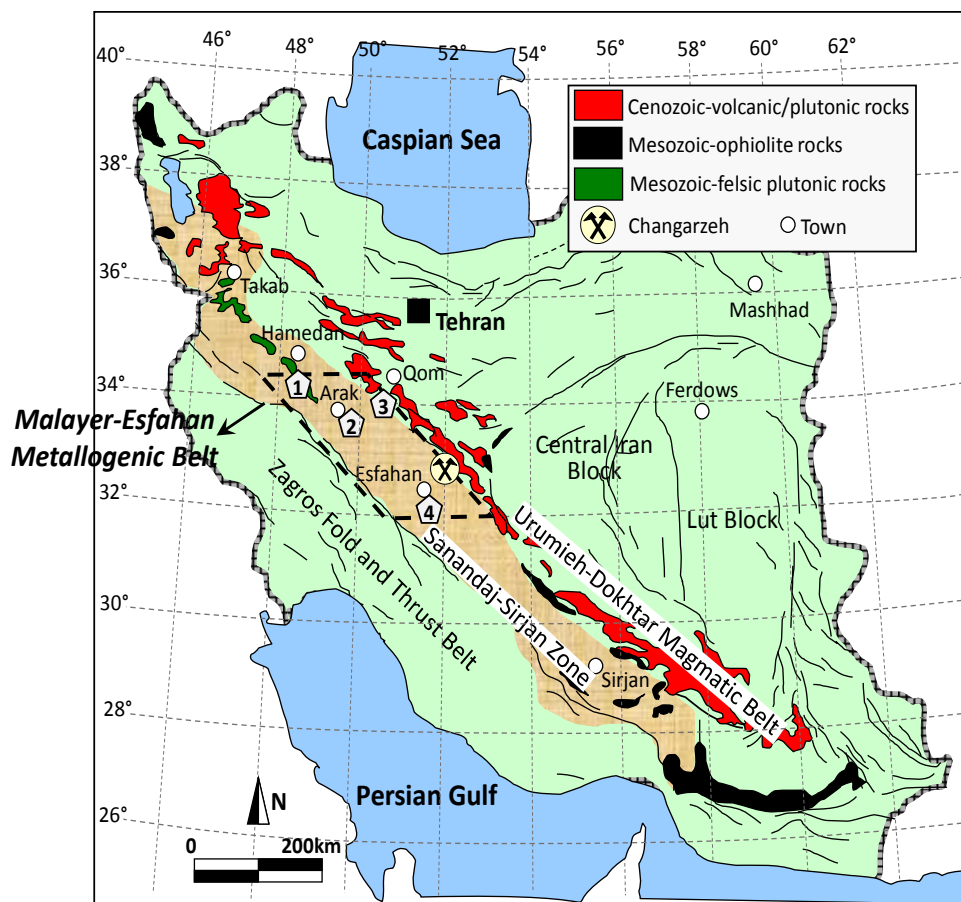 46° 48° 50° 52° 54° 56° 58° 60° 62°
40°
38°
36°
34°
32°
30°
28°
26°
Caspian Sea
Cenozoic-volcanic/plutonic rocks
Mesozoic-ophiolite rocks
Mesozoic-felsic plutonic rocks
Changarzeh
Town
Takab
Mashhad
Tehran
Hamedan
Qom
Ferdows
1
Arak
3
2
Malayer-Esfahan
Metallogenic Belt
Central Iran
Block
Esfahan
4
Lut Block
Zagros Fold and Thrust Belt
Sanandaj-Sirjan Zone
Urumieh-Dokhtar Magmatic Belt
Sirjan
Persian Gulf
N
0 200km